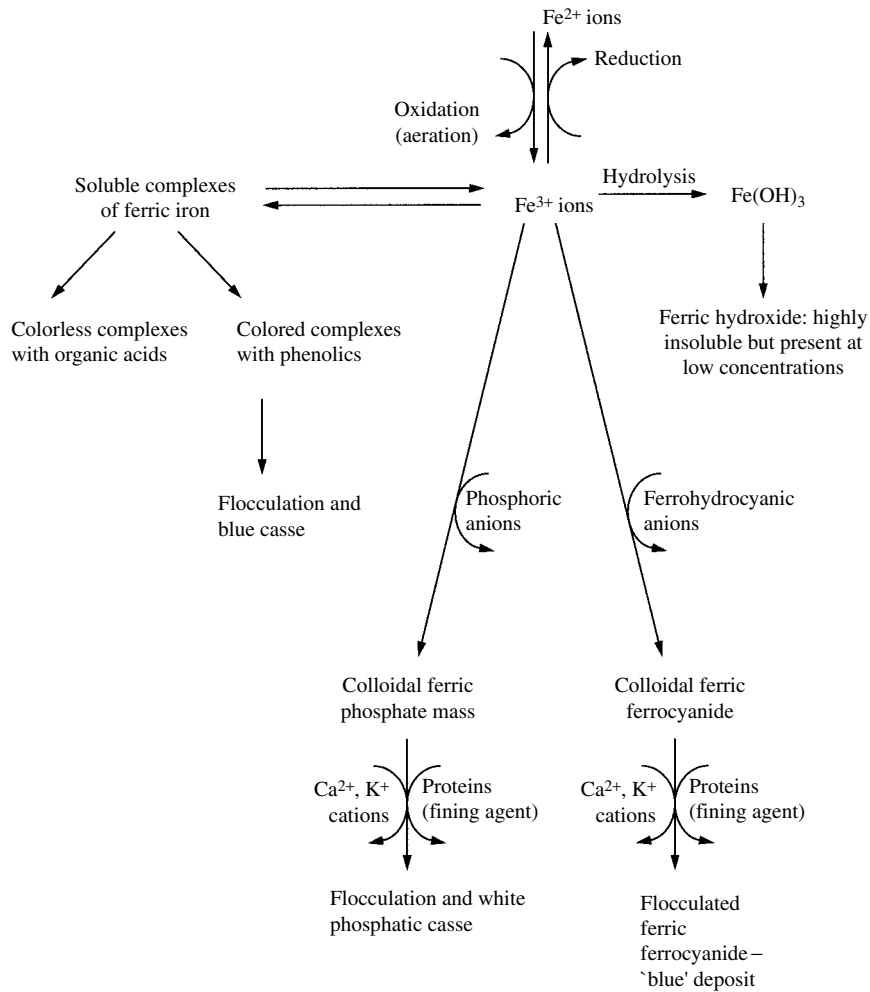 Fe²⁺ ions
Reduction
Oxidation
(aeration)
Soluble complexes
of ferric iron
Fe³⁺ ions
Hydrolysis
Fe(OH)₃
Colorless complexes
with organic acids
Colored complexes
with phenolics
Ferric hydroxide: highly
insoluble but present at
low concentrations
Flocculation and
blue casse
Phosphoric
anions
Ferrohydrocyanic
anions
Colloidal ferric
phosphate mass
Colloidal ferric
ferrocyanide
Ca²⁺, K⁺
cations
Proteins
(fining agent)
Ca²⁺, K⁺
cations
Proteins
(fining agent)
Flocculation and white
phosphatic casse
Flocculated
ferric
ferrocyanide –
`blue' deposit